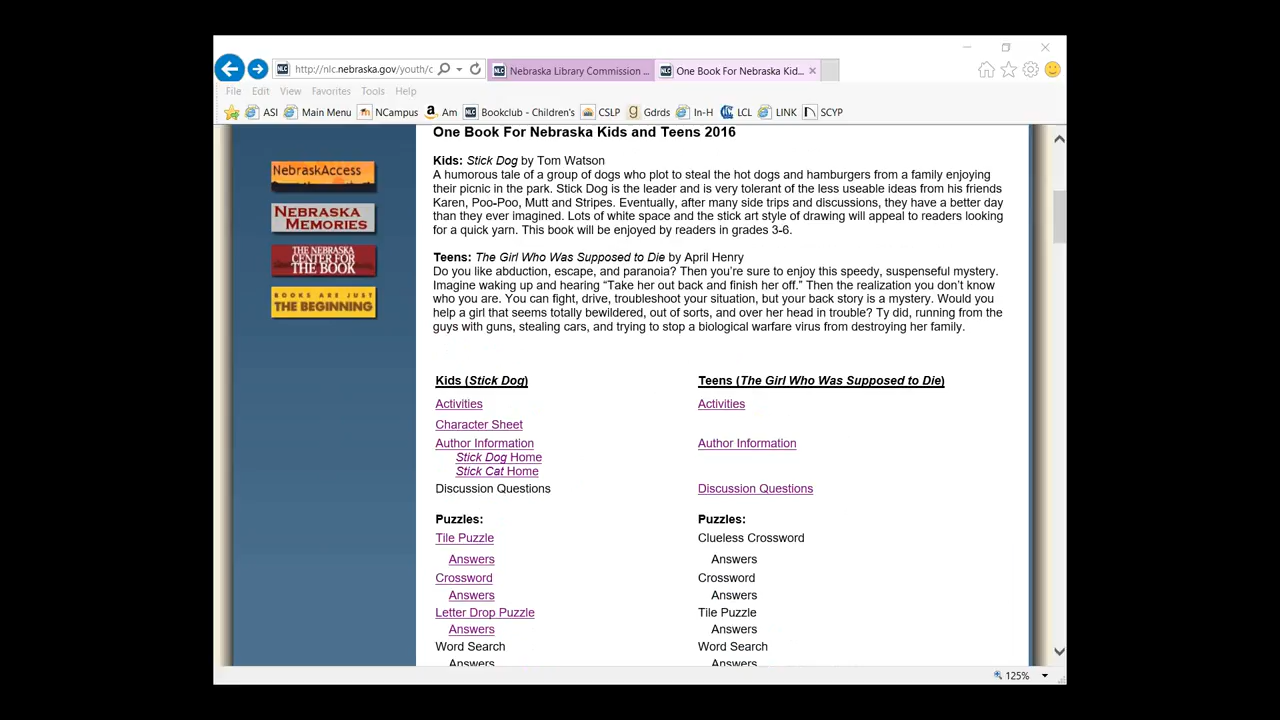 http://nlc.nebraska.gov/youth/c
Nebraska Library Commission ...
One Book For Nebraska Kid...
File Edit View Favorites Tools Help
ASI Main Menu NCampus Am Bookclub - Children's CSLP Gdrds In-H LCL LINK SCYP
NebraskAccess
NEBRASKA
MEMORIES
THE NEBRASKA
CENTER FOR
THE BOOK
BOOKS ARE JUST
THE BEGINNING
One Book For Nebraska Kids and Teens 2016
Kids: Stick Dog by Tom Watson
A humorous tale of a group of dogs who plot to steal the hot dogs and hamburgers from a family enjoying
their picnic in the park. Stick Dog is the leader and is very tolerant of the less useable ideas from his friends
Karen, Poo-Poo, Mutt and Stripes. Eventually, after many side trips and discussions, they have a better day
than they ever imagined. Lots of white space and the stick art style of drawing will appeal to readers looking
for a quick yarn. This book will be enjoyed by readers in grades 3-6.
Teens: The Girl Who Was Supposed to Die by April Henry
Do you like abduction, escape, and paranoia? Then you're sure to enjoy this speedy, suspenseful mystery.
Imagine waking up and hearing "Take her out back and finish her off." Then the realization you don't know
who you are. You can fight, drive, troubleshoot your situation, but your back story is a mystery. Would you
help a girl that seems totally bewildered, out of sorts, and over her head in trouble? Ty did, running from the
guys with guns, stealing cars, and trying to stop a biological warfare virus from destroying her family.
Kids (Stick Dog)
Activities
Character Sheet
Author Information
Stick Dog Home
Stick Cat Home
Discussion Questions
Puzzles:
Tile Puzzle
Answers
Crossword
Answers
Letter Drop Puzzle
Answers
Word Search
Answers
Teens (The Girl Who Was Supposed to Die)
Activities
Author Information
Discussion Questions
Puzzles:
Clueless Crossword
Answers
Crossword
Answers
Tile Puzzle
Answers
Word Search
Answers
125%